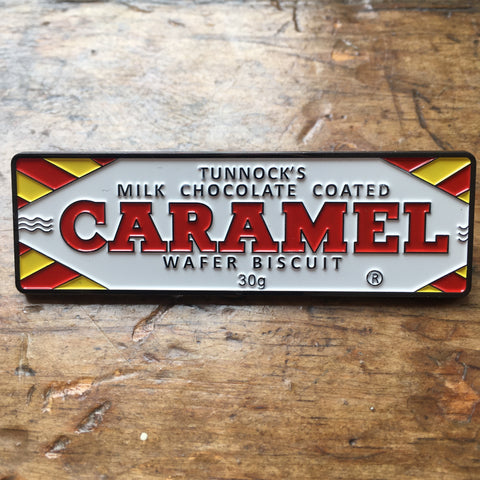 TUNNOCK'S
MILK CHOCOLATE COATED
CARAMEL
WAFER BISCUIT
30g
®